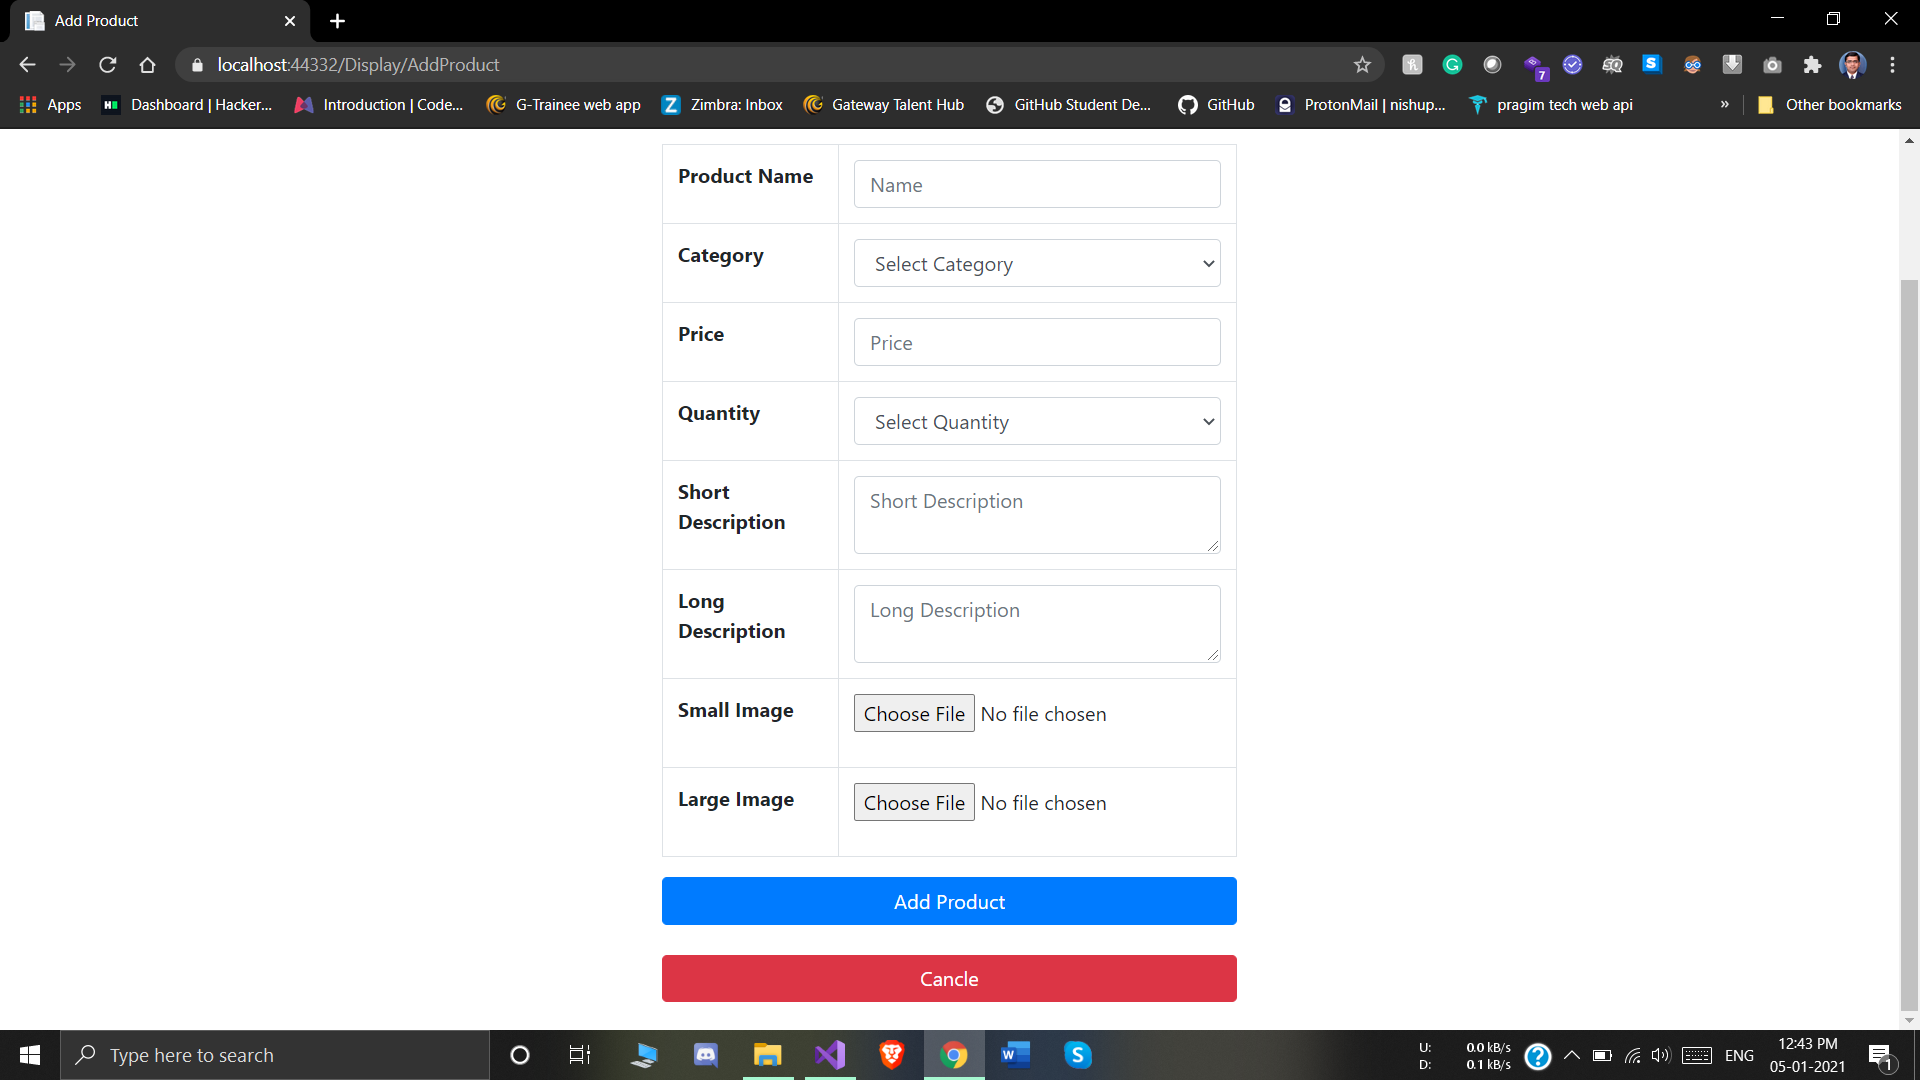 Add Product
localhost:44332/Display/AddProduct
7
Apps
Dashboard | Hacker...
Introduction | Code...
G-Trainee web app
Zimbra: Inbox
Gateway Talent Hub
GitHub Student De...
GitHub
ProtonMail | nishup...
pragim tech web api
»
Other bookmarks
Product Name
Name
Category
Select Category
Price
Price
Quantity
Select Quantity
Short
Description
Short Description
Long
Description
Long Description
Small Image
Choose File No file chosen
Large Image
Choose File No file chosen
Add Product
Cancle
Type here to search
U: 0.0 kB/s
D: 0.1 kB/s
ENG
12:43 PM
05-01-2021
1